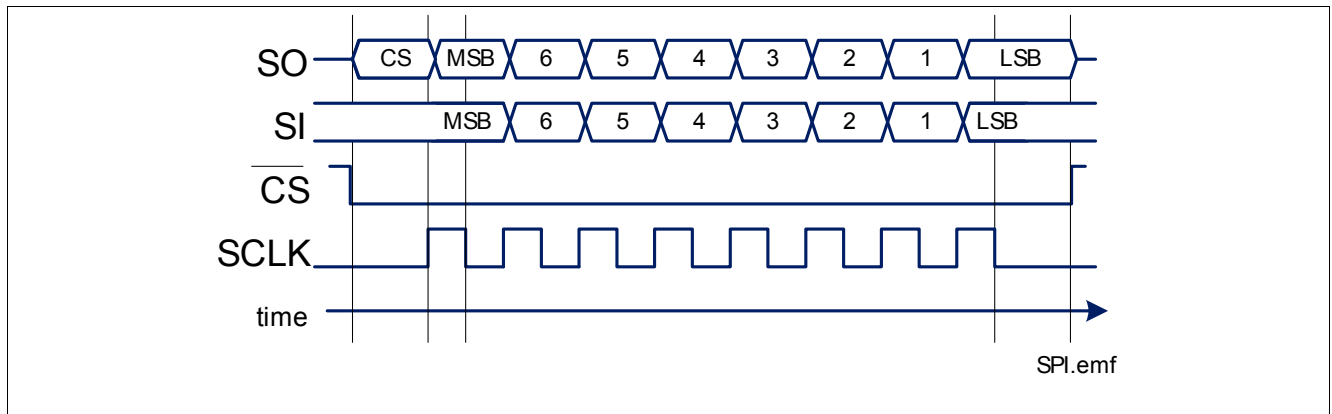 SO CS MSB 6 5 4 3 2 1 LSB
SI MSB 6 5 4 3 2 1 LSB
CS
SCLK
time
SPI.emf